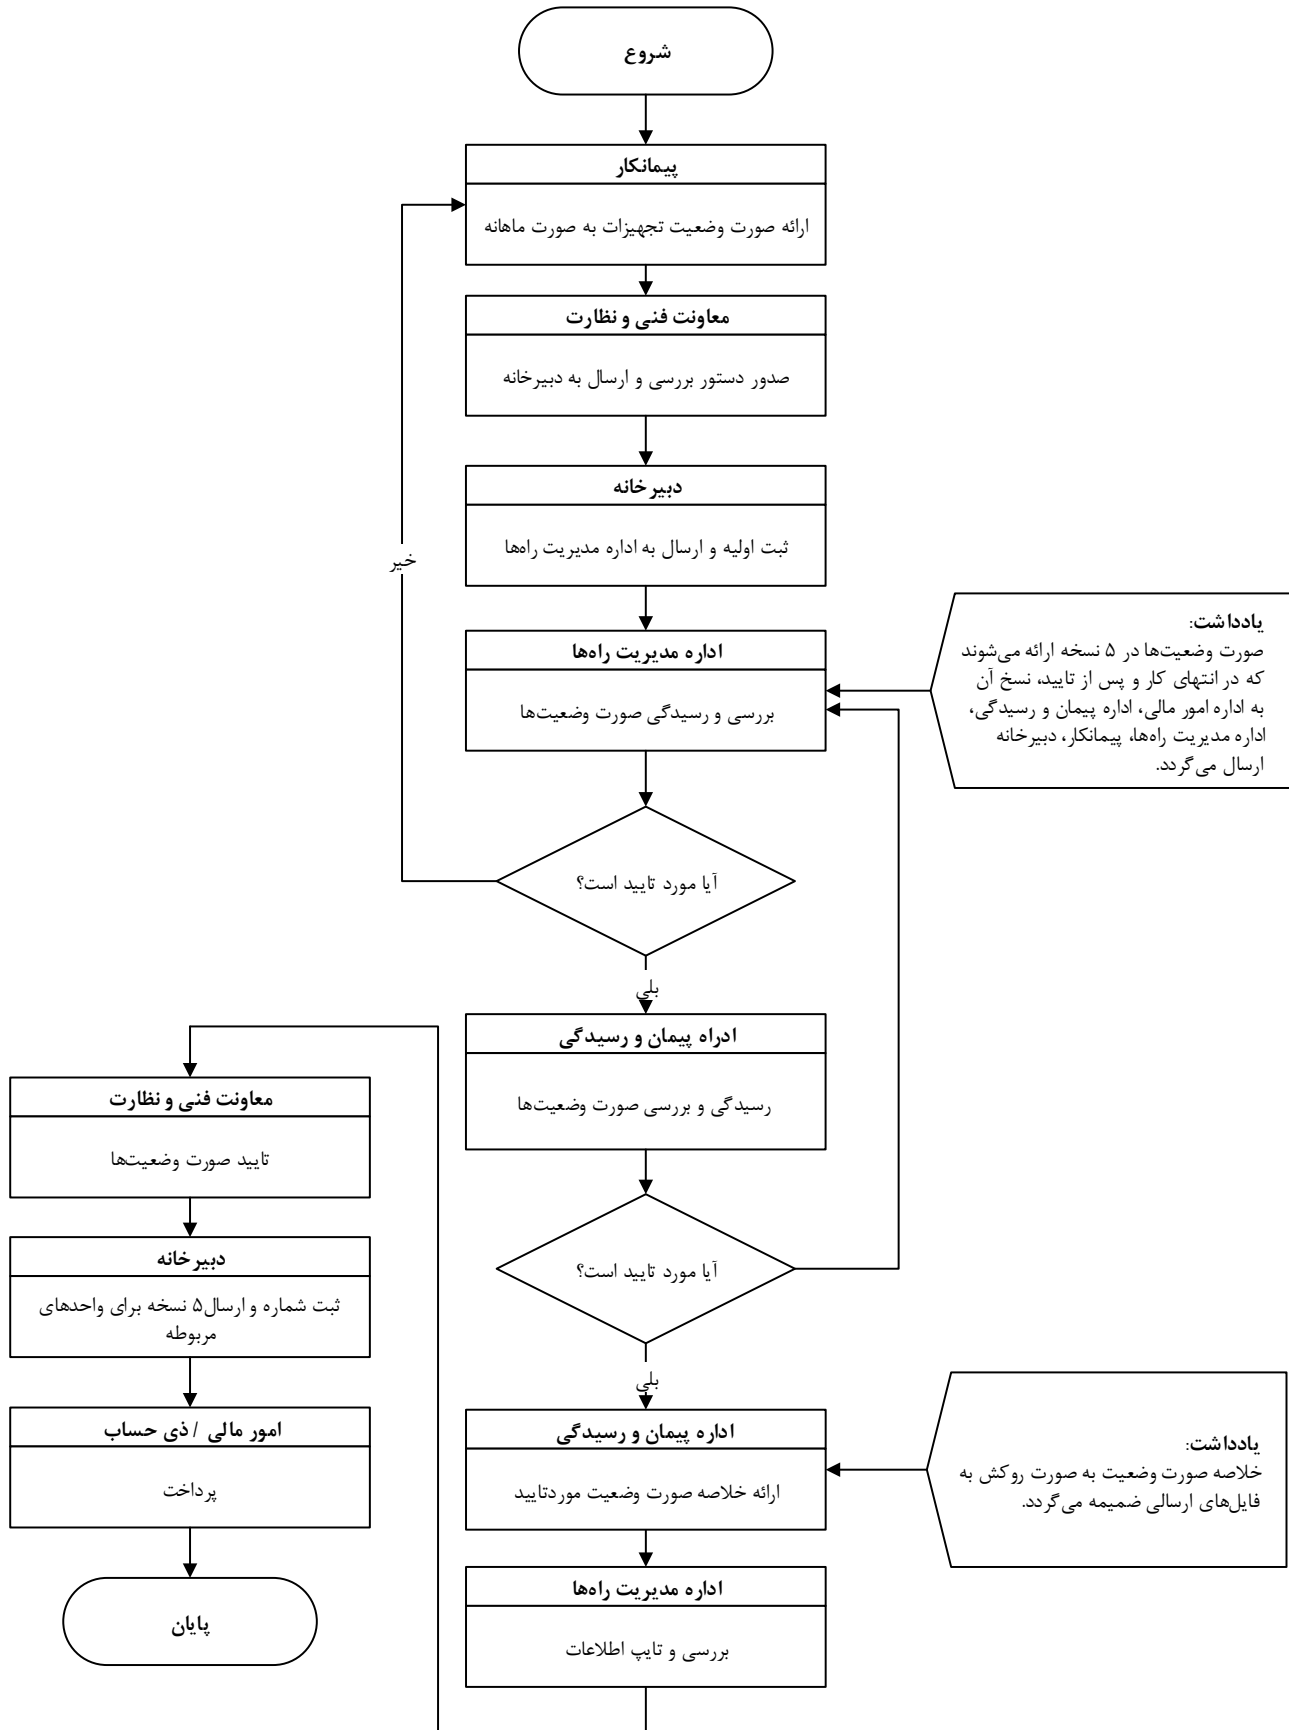 شروع
پیمانکار
ارائه صورت وضعیت تجهیزات به صورت ماهانه
معاونت فنی و نظارت
صدور دستور بررسی و ارسال به دبیرخانه
دبیرخانه
ثبت اولیه و ارسال به اداره مدیریت راه‌ها
خیر
اداره مدیریت راه‌ها
بررسی و رسیدگی صورت وضعیت‌ها
یادداشت:
صورت وضعیت‌ها در ۵ نسخه ارائه می‌شوند
که در انتهای کار و پس از تایید، نسخ آن
به اداره امور مالی، اداره پیمان و رسیدگی،
اداره مدیریت راه‌ها، پیمانکار، دبیرخانه
ارسال می‌گردد.
آیا مورد تایید است؟
بلی
ادراه پیمان و رسیدگی
رسیدگی و بررسی صورت وضعیت‌ها
آیا مورد تایید است؟
بلی
اداره پیمان و رسیدگی
ارائه خلاصه صورت وضعیت موردتایید
یادداشت:
خلاصه صورت وضعیت به صورت روکش به
فایل‌های ارسالی ضمیمه می‌گردد.
اداره مدیریت راه‌ها
بررسی و تایپ اطلاعات
معاونت فنی و نظارت
تایید صورت وضعیت‌ها
دبیرخانه
ثبت شماره و ارسال۵ نسخه برای واحدهای
مربوطه
امور مالی / ذی حساب
پرداخت
پایان